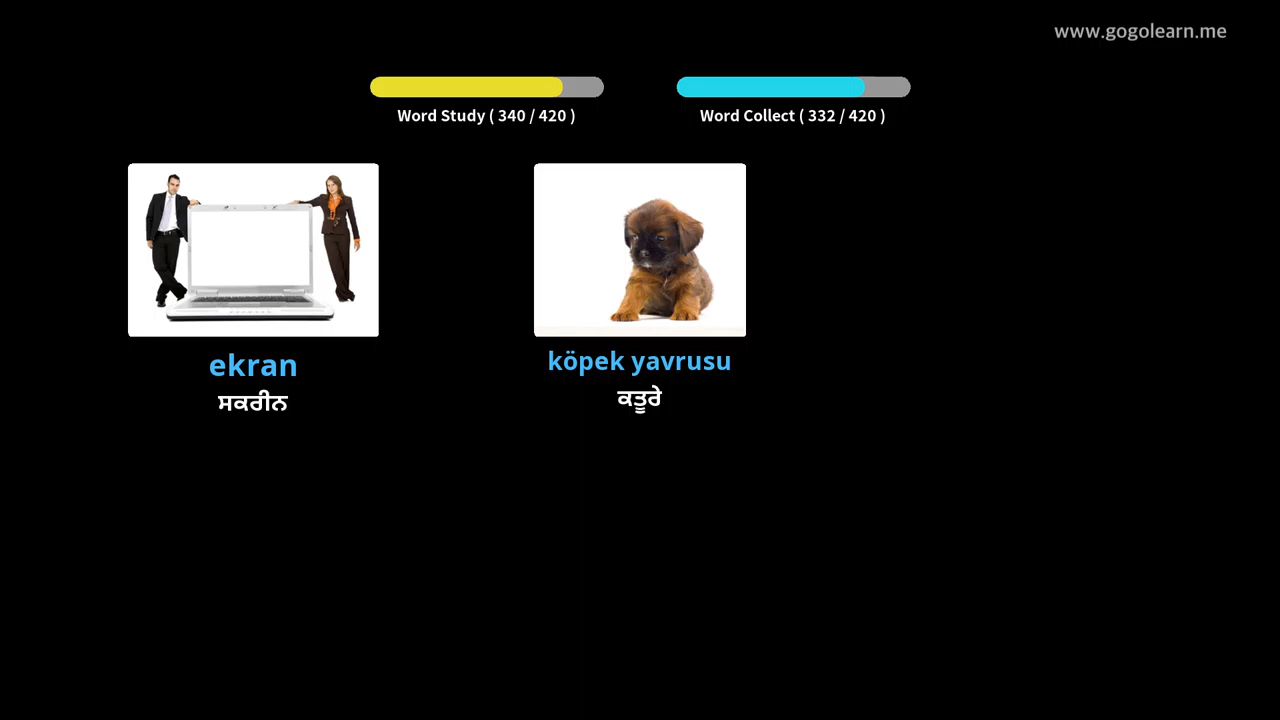 www.gogolearn.me
Word Study ( 340 / 420 )
Word Collect ( 332 / 420 )
ekran
ਸਕਰੀਨ
köpek yavrusu
ਕਤੂਰੇ